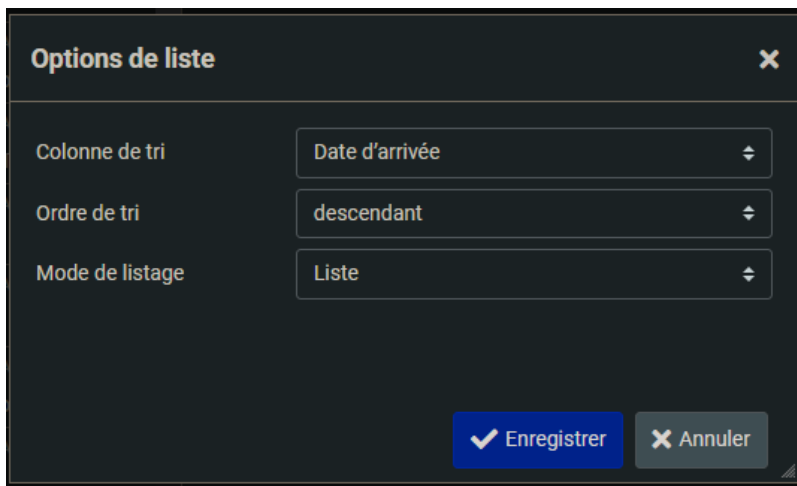 Options de liste
Colonne de tri Date d’arrivée
Ordre de tri descendant
Mode de listage Liste
Enregistrer Annuler